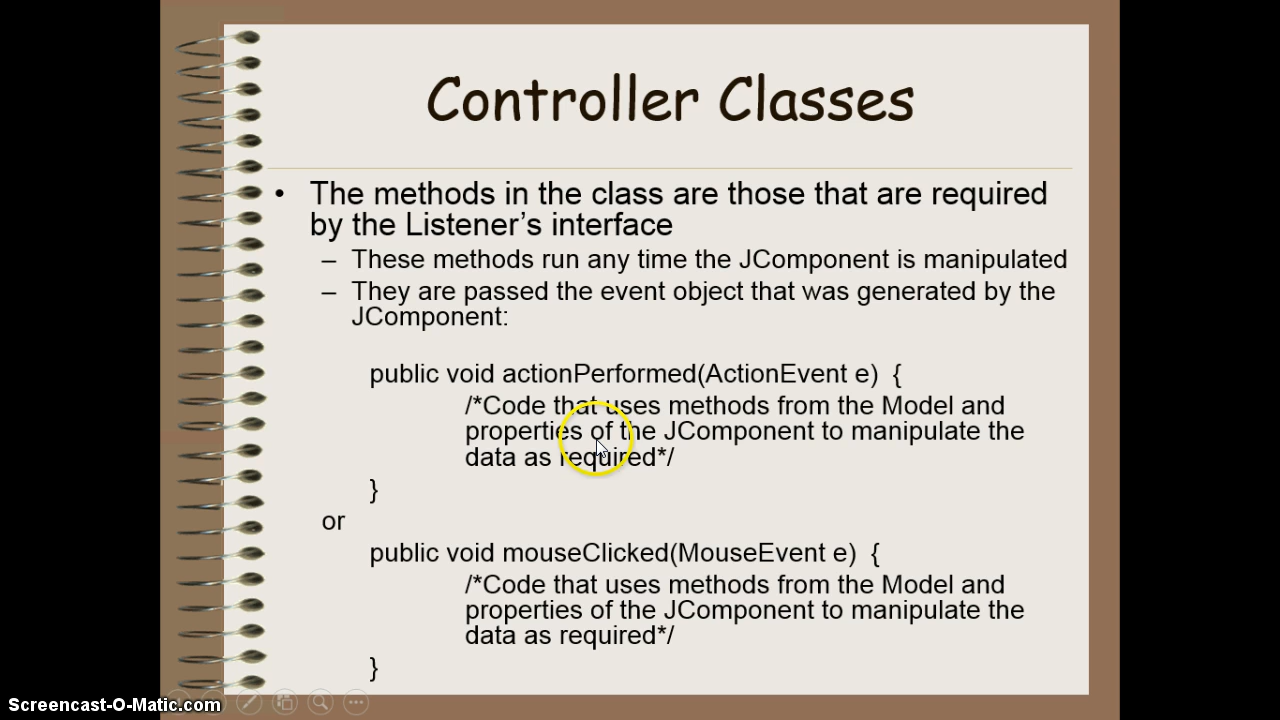 Controller Classes
• The methods in the class are those that are required
by the Listener's interface
– These methods run any time the JComponent is manipulated
– They are passed the event object that was generated by the
JComponent:
public void actionPerformed(ActionEvent e) {
/*Code that uses methods from the Model and
properties of the JComponent to manipulate the
data as required*/
}
or
public void mouseClicked(MouseEvent e) {
/*Code that uses methods from the Model and
properties of the JComponent to manipulate the
data as required*/
}
Screencast-O-Matic.com